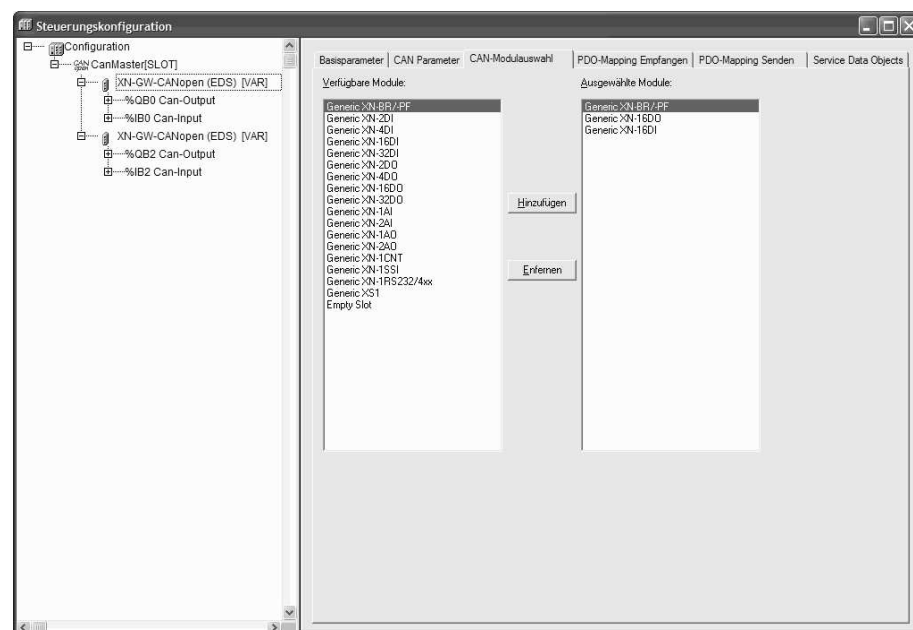 Steuerungskonfiguration
Configuration
CanMaster[SLOT]
XN-GW-CANopen (EDS) [VAR]
%QB0 Can-Output
%IB0 Can-Input
XN-GW-CANopen (EDS) [VAR]
%QB2 Can-Output
%IB2 Can-Input
Basisparameter CAN Parameter CAN-Modulauswahl PDO-Mapping Empfangen PDO-Mapping Senden Service Data Objects
Verfügbare Module:
Generic XN-BR/-PF
Generic XN-2DI
Generic XN-4DI
Generic XN-16DI
Generic XN-32DI
Generic XN-2DO
Generic XN-4DO
Generic XN-16DO
Generic XN-32DO
Generic XN-1AI
Generic XN-2AI
Generic XN-1AO
Generic XN-2AO
Generic XN-1CNT
Generic XN-1SSI
Generic XN-1RS232/4xx
Generic XS1
Empty Slot
Hinzufügen
Enfernen
Ausgewählte Module:
Generic XN-BR/-PF
Generic XN-16DO
Generic XN-16DI